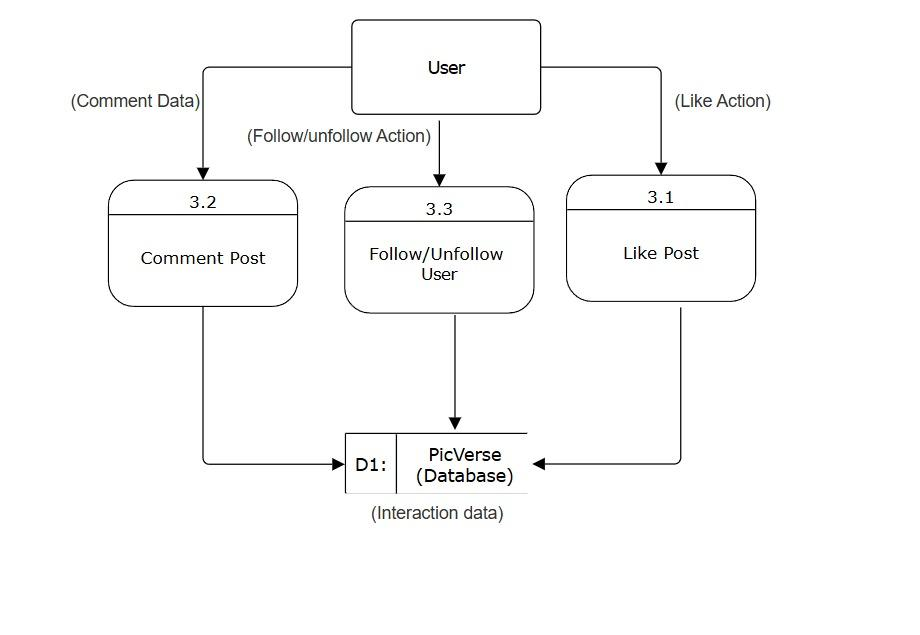 User
(Comment Data)
(Like Action)
(Follow/unfollow Action)
3.2
Comment Post
3.3
Follow/Unfollow
User
3.1
Like Post
D1:
PicVerse
(Database)
(Interaction data)